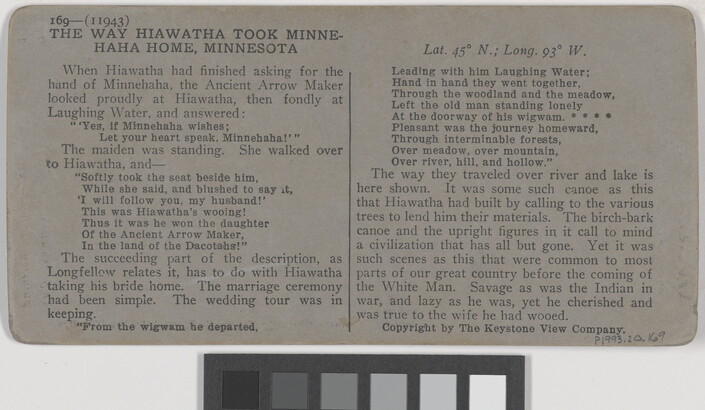 169—(11943)
THE WAY HIAWATHA TOOK MINNE-
HAHA HOME, MINNESOTA
When Hiawatha had finished asking for the
hand of Minnehaha, the Ancient Arrow Maker
looked proudly at Hiawatha, then fondly at
Laughing Water, and answered:
"'Yes, if Minnehaha wishes;
Let your heart speak, Minnehaha!'"
The maiden was standing. She walked over
to Hiawatha, and—
"Softly took the seat beside him,
While she said, and blushed to say it,
'I will follow you, my husband!'
This was Hiawatha's wooing!
Thus it was he won the daughter
Of the Ancient Arrow Maker,
In the land of the Dacotahs!"
The succeeding part of the description, as
Longfellow relates it, has to do with Hiawatha
taking his bride home. The marriage ceremony
had been simple. The wedding tour was in
keeping.
"From the wigwam he departed,
Lat. 45° N.; Long. 93° W.
Leading with him Laughing Water;
Hand in hand they went together,
Through the woodland and the meadow,
Left the old man standing lonely
At the doorway of his wigwam. * * * *
Pleasant was the journey homeward,
Through interminable forests,
Over meadow, over mountain,
Over river, hill, and hollow."
The way they traveled over river and lake is
here shown. It was some such canoe as this
that Hiawatha had built by calling to the various
trees to lend him their materials. The birch-bark
canoe and the upright figures in it call to mind
a civilization that has all but gone. Yet it was
such scenes as this that were common to most
parts of our great country before the coming of
the White Man. Savage as was the Indian in
war, and lazy as he was, yet he cherished and
was true to the wife he had wooed.
Copyright by The Keystone View Company.
P1993.20.169